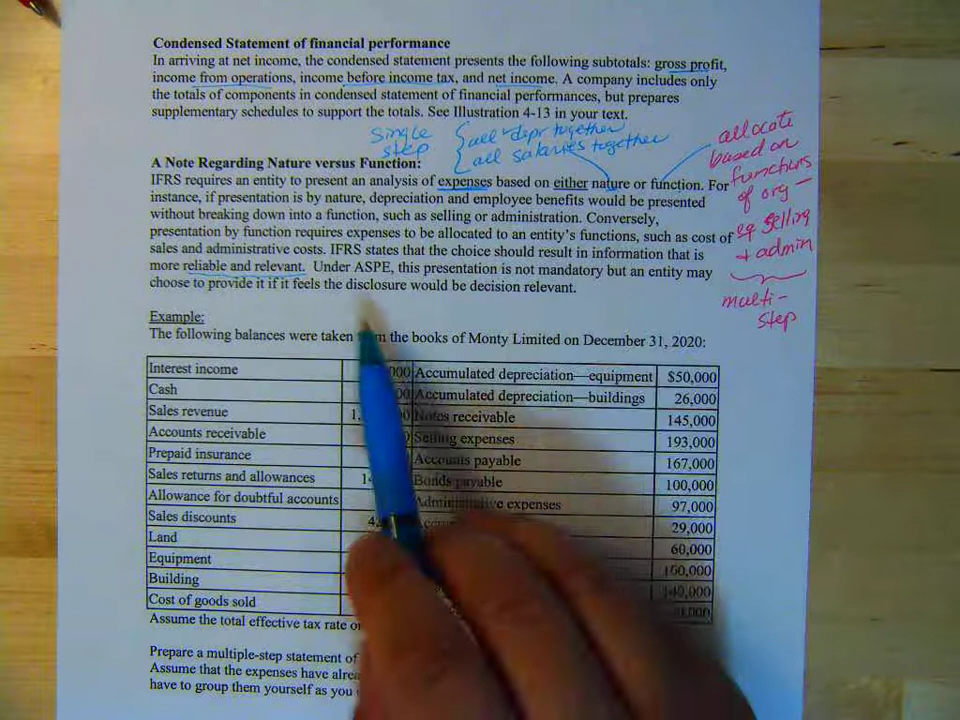 Condensed Statement of financial performance
In arriving at net income, the condensed statement presents the following subtotals: gross profit,
income from operations, income before income tax, and net income. A company includes only
the totals of components in condensed statement of financial performances, but prepares
supplementary schedules to support the totals. See Illustration 4-13 in your text.
single step
all depr together
all salaries together
allocate
based on
functions
of org –
eg selling
+ admin
multi-
step
A Note Regarding Nature versus Function:
IFRS requires an entity to present an analysis of expenses based on either nature or function. For
instance, if presentation is by nature, depreciation and employee benefits would be presented
without breaking down into a function, such as selling or administration. Conversely,
presentation by function requires expenses to be allocated to an entity's functions, such as cost of
sales and administrative costs. IFRS states that the choice should result in information that is
more reliable and relevant. Under ASPE, this presentation is not mandatory but an entity may
choose to provide it if it feels the disclosure would be decision relevant.
Example:
The following balances were taken the books of Monty Limited on December 31, 2020:
Interest income Accumulated depreciation—equipment $50,000
Cash Accumulated depreciation—buildings 26,000
Sales revenue Notes receivable 145,000
Accounts receivable Selling expenses 193,000
Prepaid insurance Accounts payable 167,000
Sales returns and allowances Bonds payable 100,000
Allowance for doubtful accounts Administrative expenses 97,000
Sales discounts 29,000
Land 60,000
Equipment 160,000
Building 140,000
Cost of goods sold
Assume the total effective tax rate
Prepare a multiple-step statement of
Assume that the expenses have
have to group them yourself as you